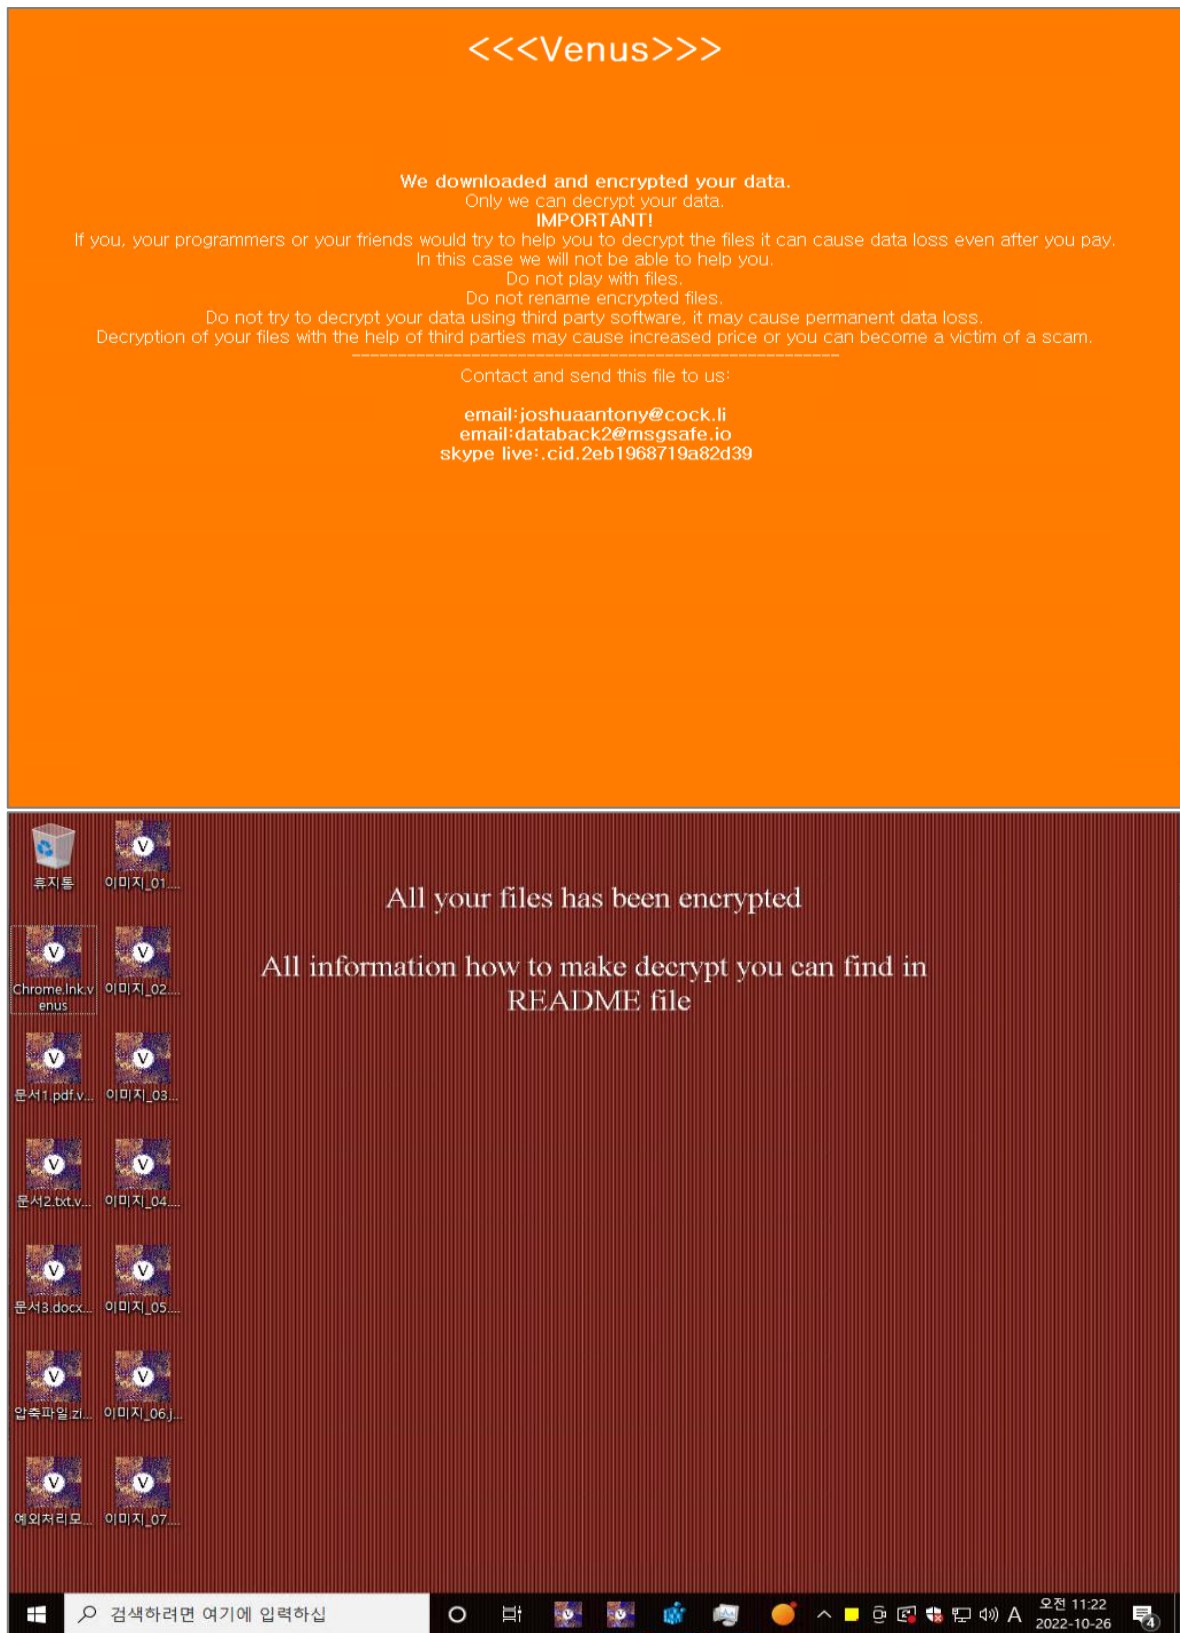 <<<Venus>>>
We downloaded and encrypted your data.
Only we can decrypt your data.
IMPORTANT!
If you, your programmers or your friends would try to help you to decrypt the files it can cause data loss even after you pay.
In this case we will not be able to help you.
Do not play with files.
Do not rename encrypted files.
Do not try to decrypt your data using third party software, it may cause permanent data loss.
Decryption of your files with the help of third parties may cause increased price or you can become a victim of a scam.
--------------------------------------------------------
Contact and send this file to us:
email:joshuaantony@cock.li
email:databack2@msgsafe.io
skype live:.cid.2eb1968719a82d39
All your files has been encrypted
All information how to make decrypt you can find in
README file
휴지통
V
이미지_01....
V
Chrome.lnk.v
enus
V
이미지_02....
V
문서1.pdf.v...
V
이미지_03...
V
문서2.txt.v...
V
이미지_04....
V
문서3.docx...
V
이미지_05....
V
압축파일.zi...
V
이미지_06.j...
V
예외처리모...
V
이미지_07....
검색하려면 여기에 입력하십
A
오전 11:22
2022-10-26
4